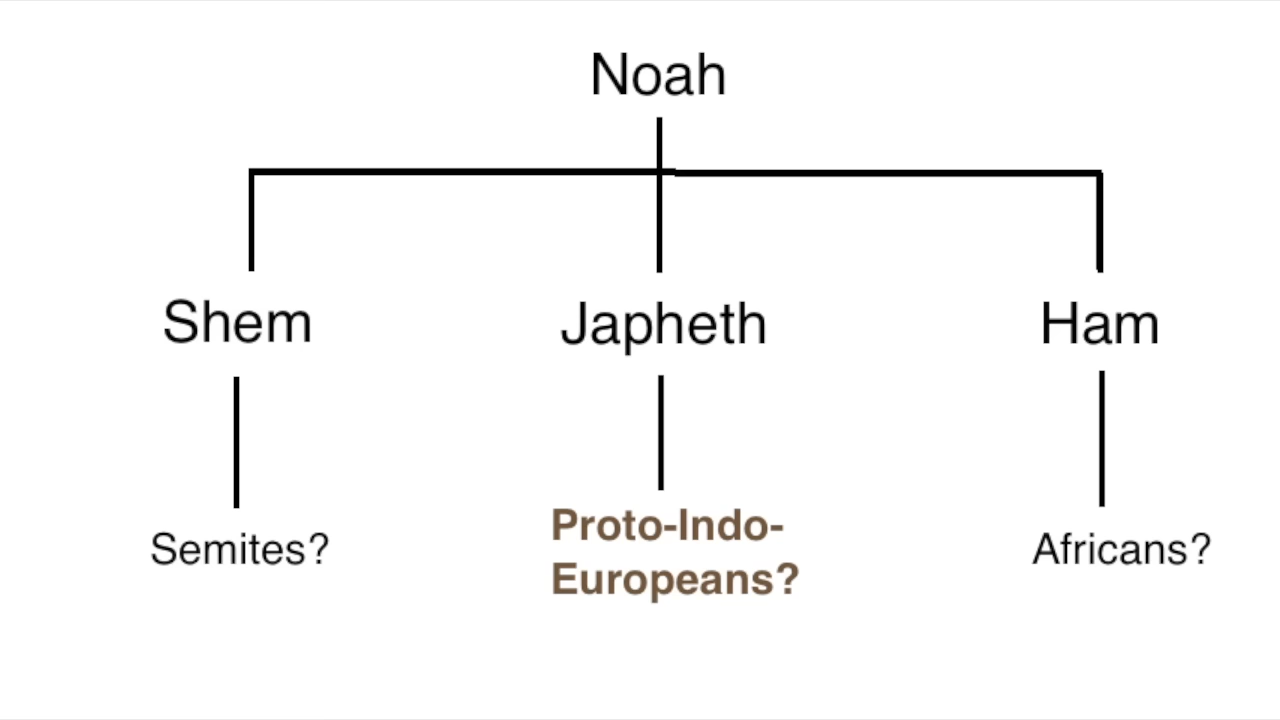 Noah
Shem
Japheth
Ham
Semites?
Proto-Indo-
Europeans?
Africans?